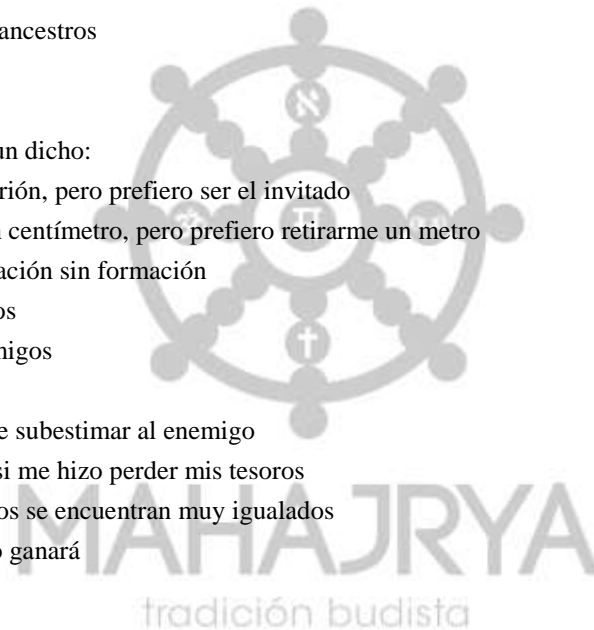 ancestros
un dicho:
rión, pero prefiero ser el invitado
centímetro, pero prefiero retirarme un metro
ación sin formación
os
nigos
e subestimar al enemigo
si me hizo perder mis tesoros
os se encuentran muy igualados
ganará
MAHAJRYA
tradición budista